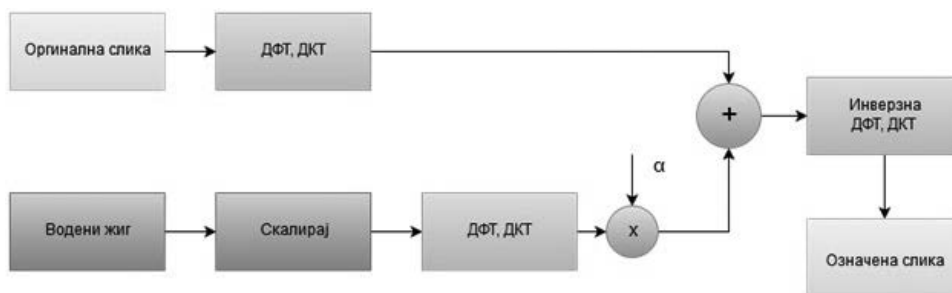 Оргинална слика
ДФТ, ДКТ
+
Инверзна
ДФТ, ДКТ
α
Водени жиг
Скалирај
ДФТ, ДКТ
x
Означена слика